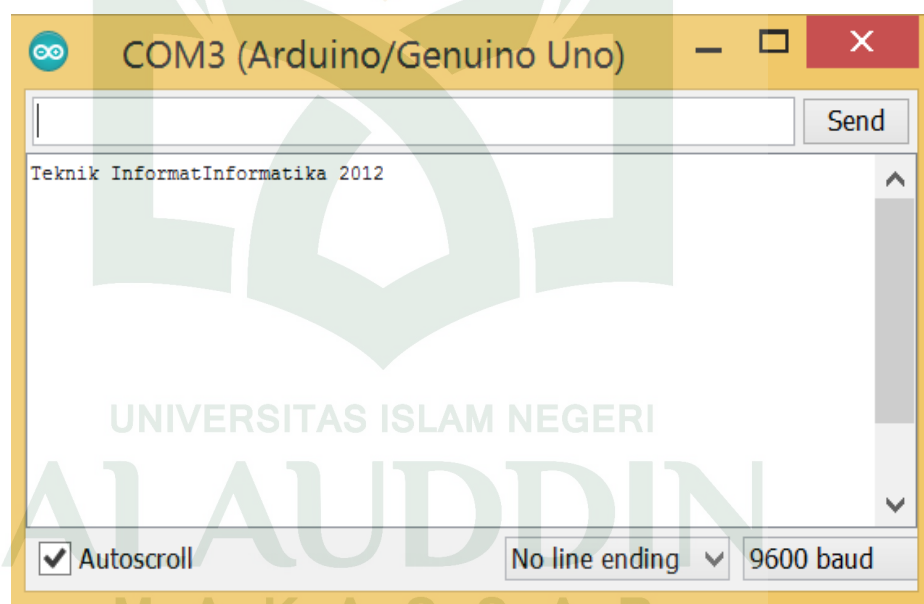 COM3 (Arduino/Genuino Uno)
Send
Teknik InformatInformatika 2012
UNIVERSITAS ISLAM NEGERI
ALAUDDIN
Autoscroll
No line ending
9600 baud
M A K A S S A R